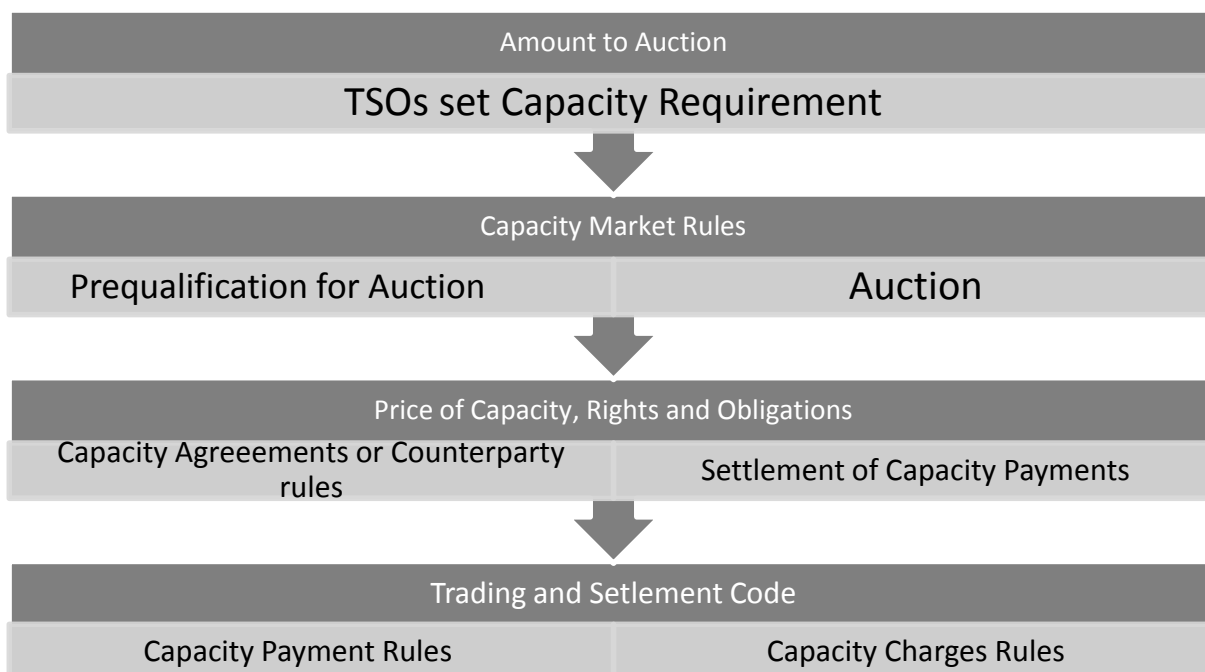 Amount to Auction
TSOs set Capacity Requirement
Capacity Market Rules
Prequalification for Auction
Auction
Price of Capacity, Rights and Obligations
Capacity Agreeements or Counterparty
rules
Settlement of Capacity Payments
Trading and Setlement Code
Capacity Payment Rules
Capacity Charges Rules